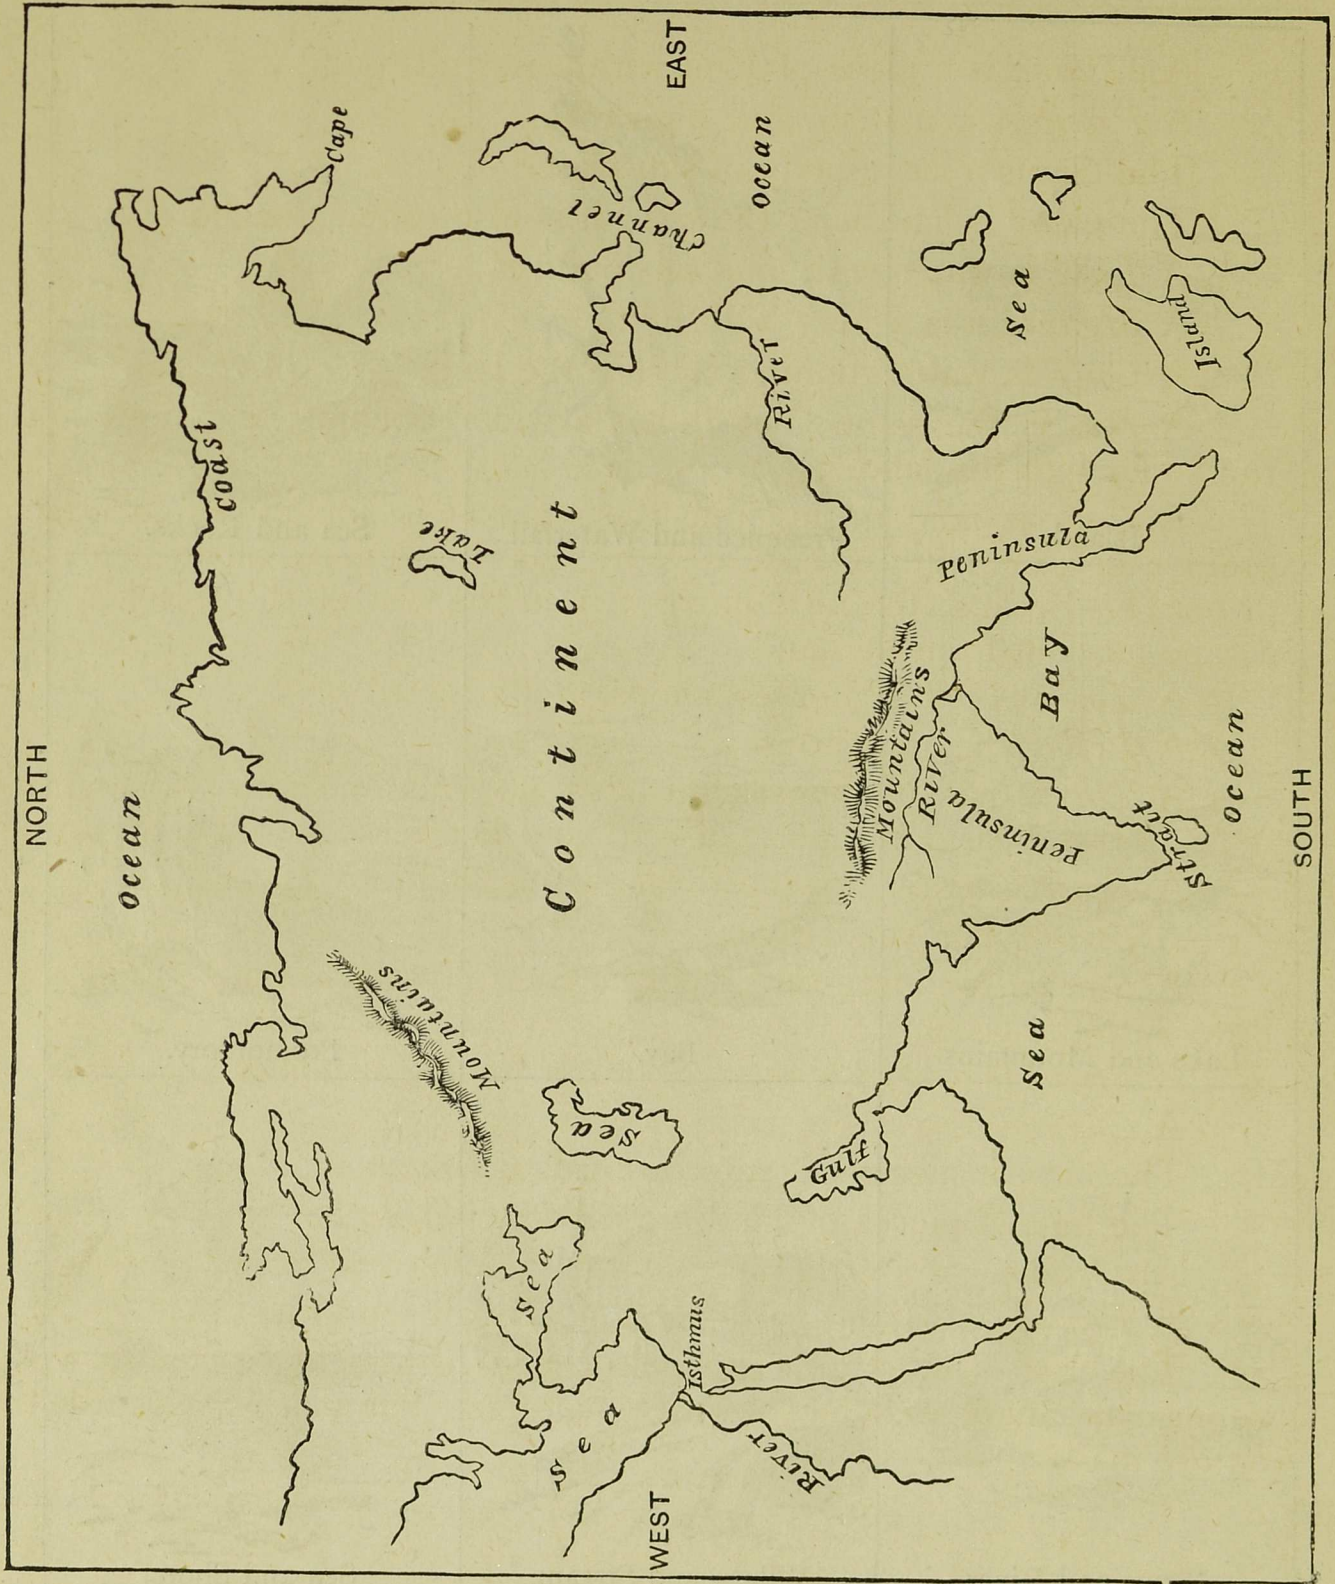 NORTH
Ocean
Coast
Cape
Mountains
Lake
Continent
Channel
WEST
Sea
Sea
Sea
Isthmus
River
Gulf
Mountains
River
Peninsula
River
Peninsula
EAST
Ocean
Sea
Bay
Sea
Strait
Island
Ocean
SOUTH